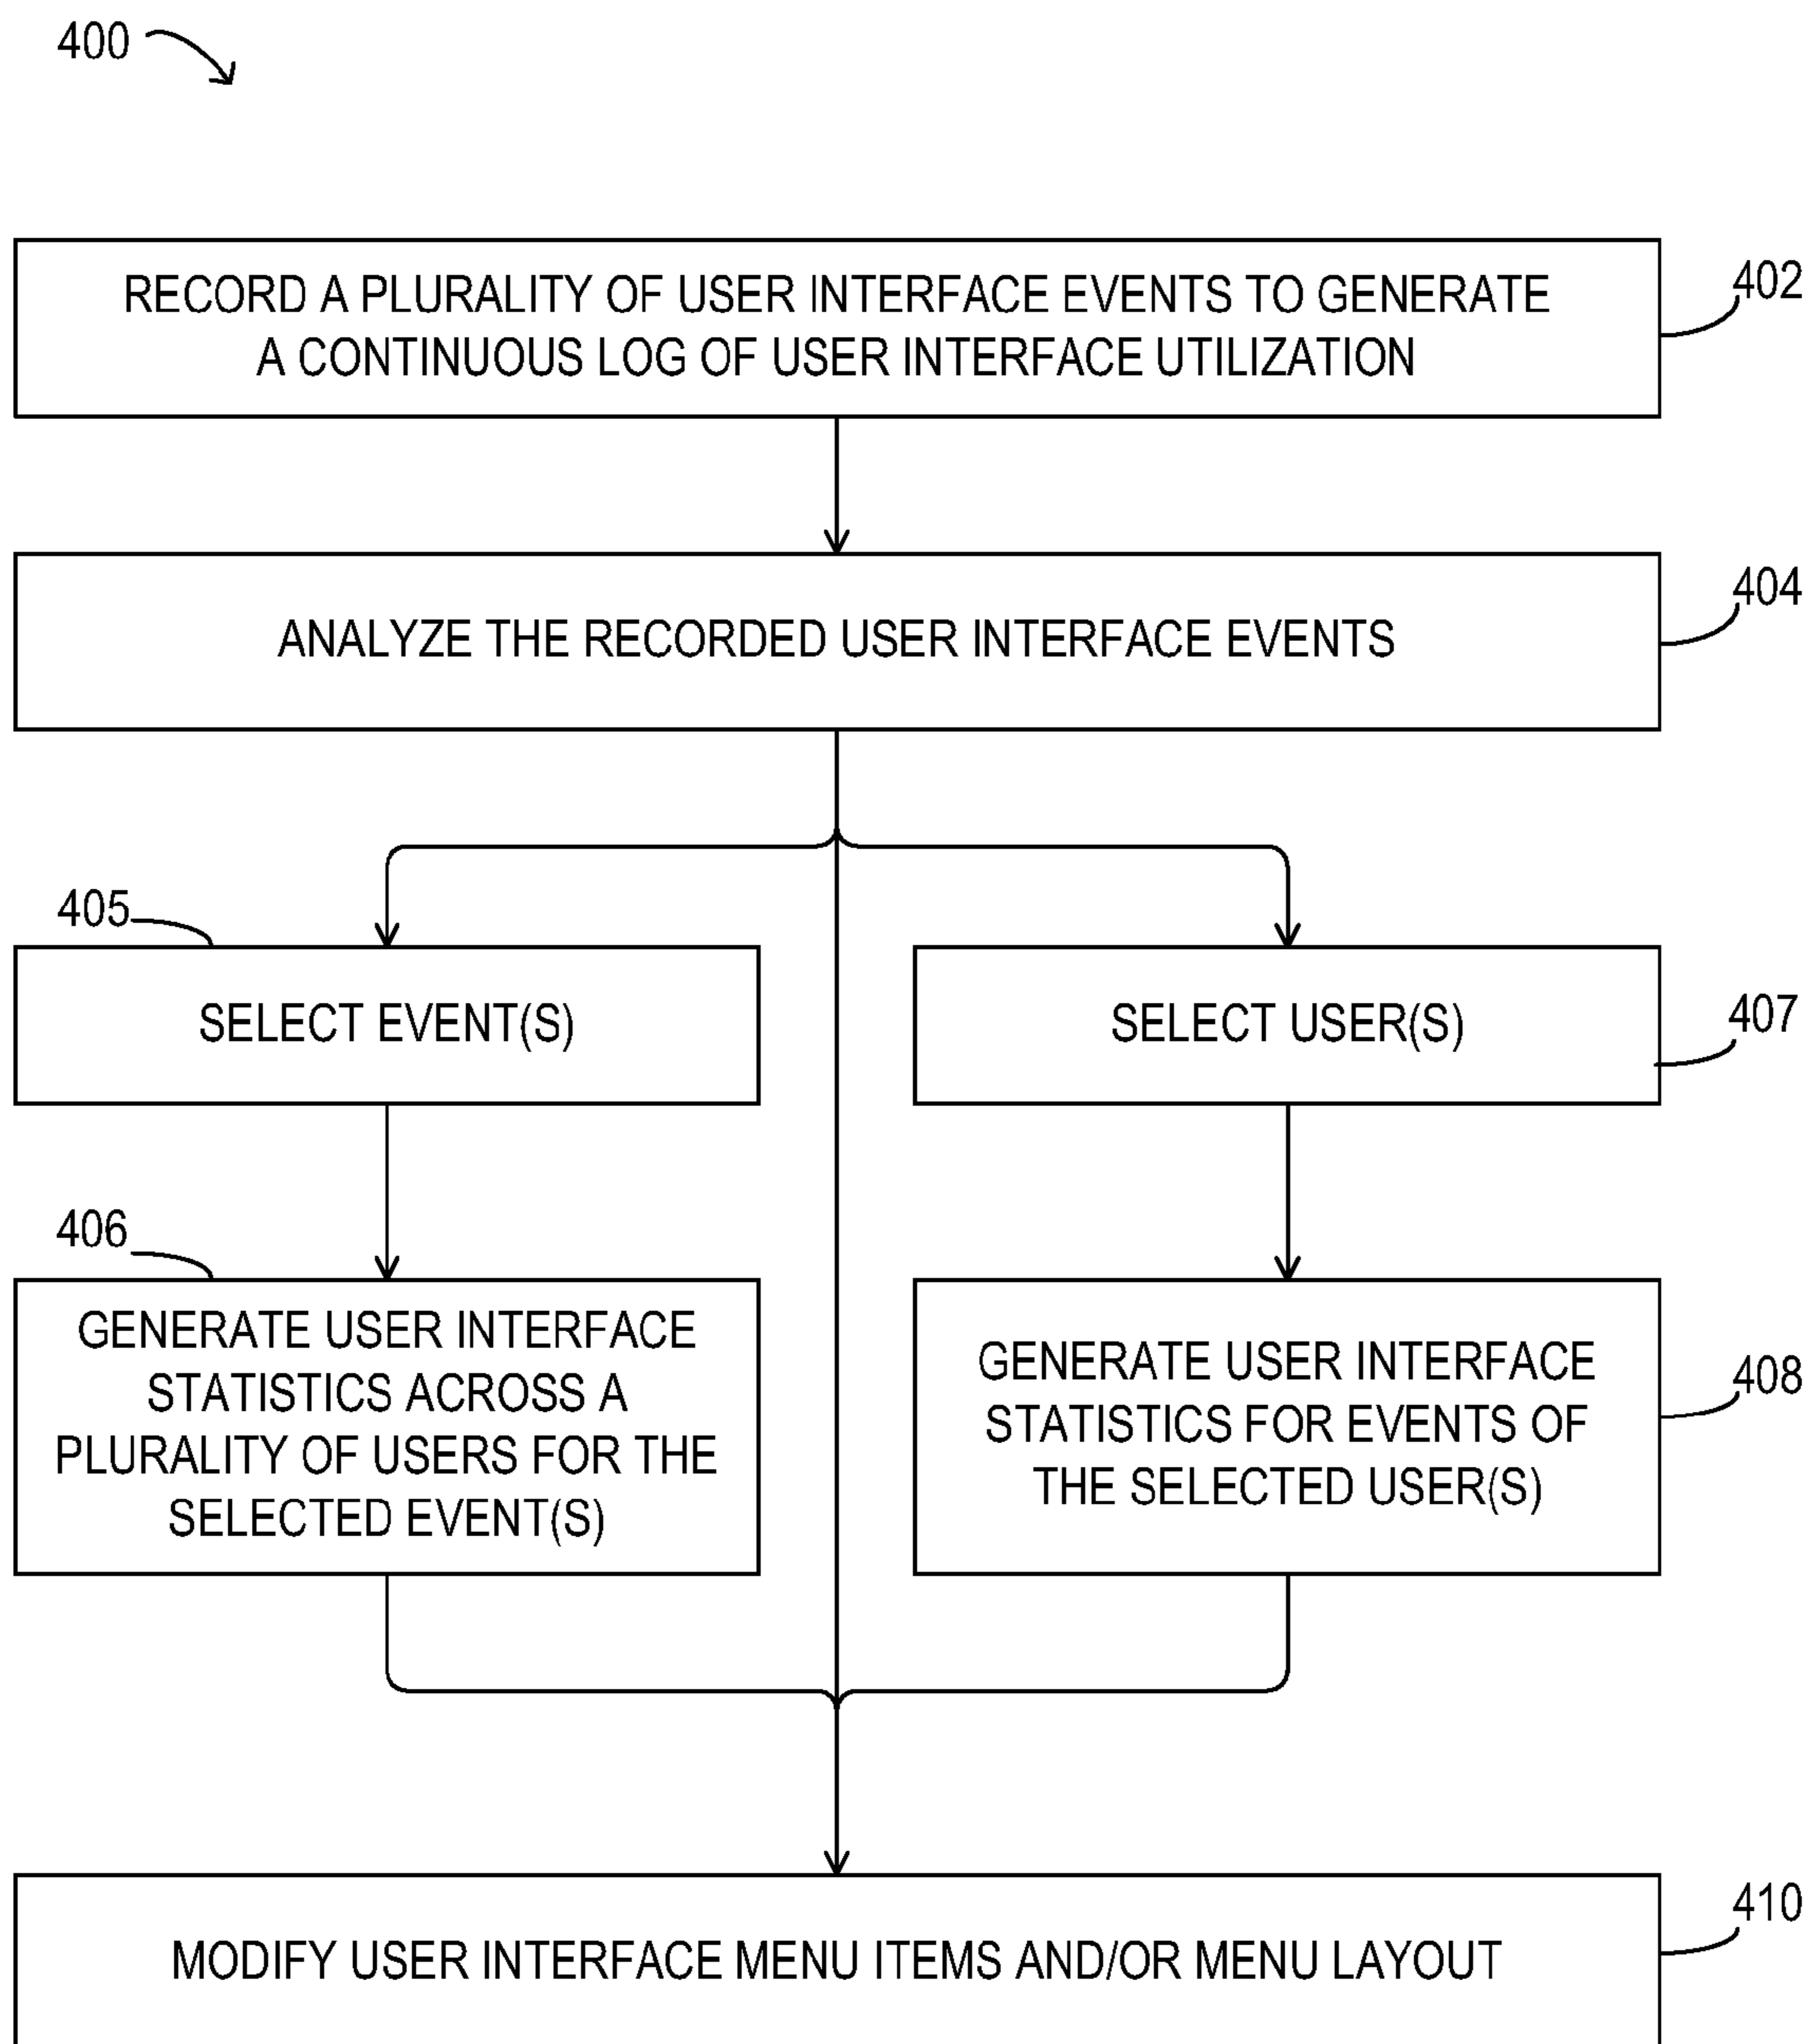 400
RECORD A PLURALITY OF USER INTERFACE EVENTS TO GENERATE
A CONTINUOUS LOG OF USER INTERFACE UTILIZATION
402
ANALYZE THE RECORDED USER INTERFACE EVENTS
404
405
SELECT EVENT(S)
SELECT USER(S)
407
406
GENERATE USER INTERFACE
STATISTICS ACROSS A
PLURALITY OF USERS FOR THE
SELECTED EVENT(S)
GENERATE USER INTERFACE
STATISTICS FOR EVENTS OF
THE SELECTED USER(S)
408
MODIFY USER INTERFACE MENU ITEMS AND/OR MENU LAYOUT
410